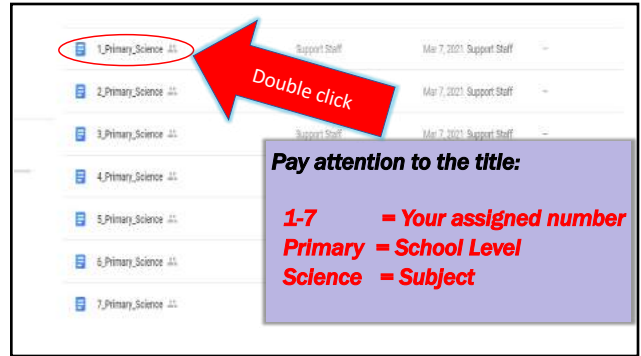 1_Primary_Science Support Staff Mar 7, 2021 Support Staff
Double click
2_Primary_Science Mar 7, 2021 Support Staff
3_Primary_Science Support Staff Mar 7, 2021 Support Staff
4_Primary_Science
5_Primary_Science
6_Primary_Science
7_Primary_Science
Pay attention to the title:
1-7 = Your assigned number
Primary = School Level
Science = Subject